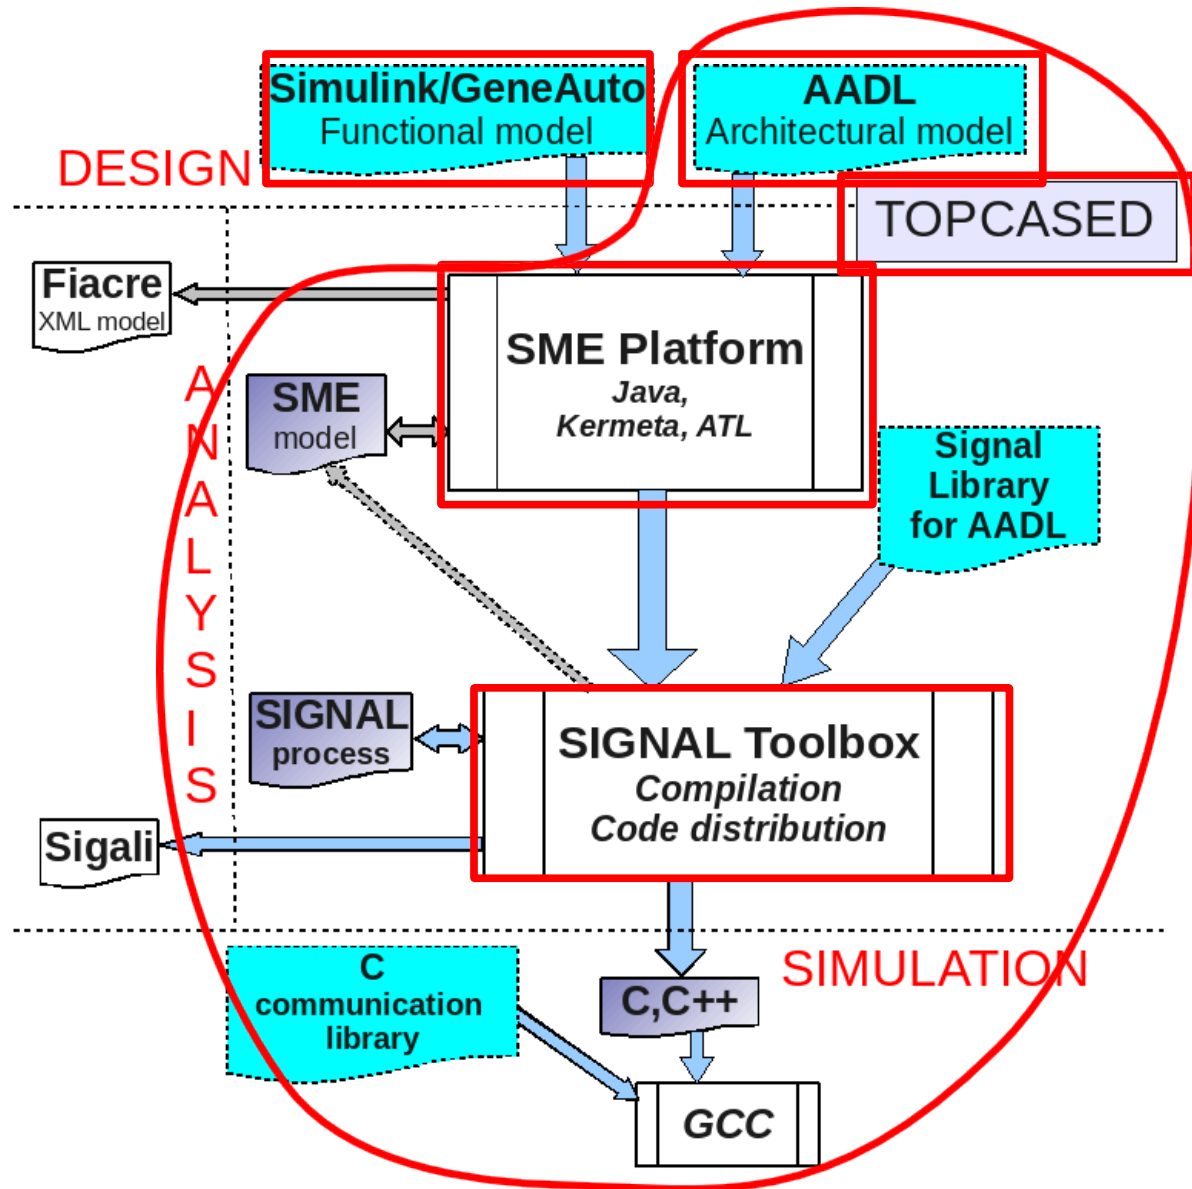 Simulink/GeneAuto
Functional model
AADL
Architectural model
DESIGN
TOPCASED
Fiacre
XML model
SME Platform
Java,
Kermeta, ATL
SME
model
ANALYSIS
Signal
Library
for AADL
SIGNAL
process
SIGNAL Toolbox
Compilation
Code distribution
Sigali
SIMULATION
C
communication
library
C,C++
GCC